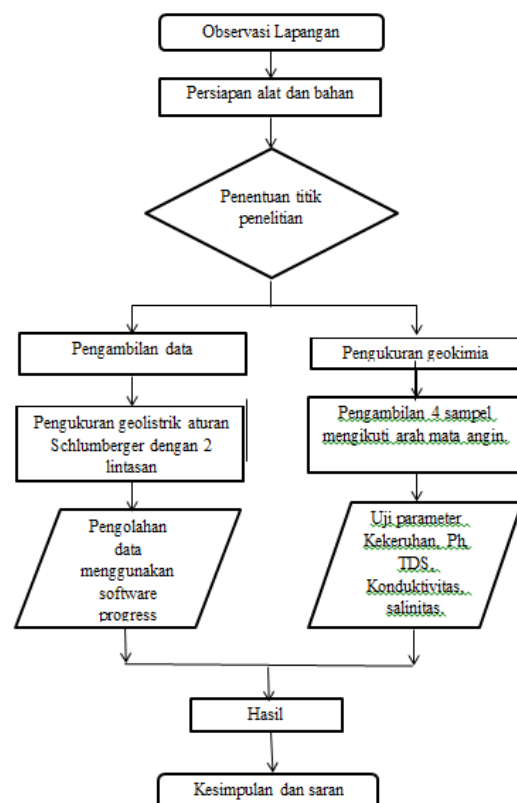 Observasi Lapangan
Persiapan alat dan bahan
Penentuan titik
penelitian
Pengambilan data
Pengukuran geolistrik aturan
Schlumberger dengan 2
lintasan
Pengolahan
data
menggunakan
software
progress
Pengukuran geokimia
Pengambilan 4 sampel
mengikuti arah mata angin.
Uji parameter
Kekeruhan, Ph,
TDS,
Konduktivitas,
salinitas.
Hasil
Kesimpulan dan saran